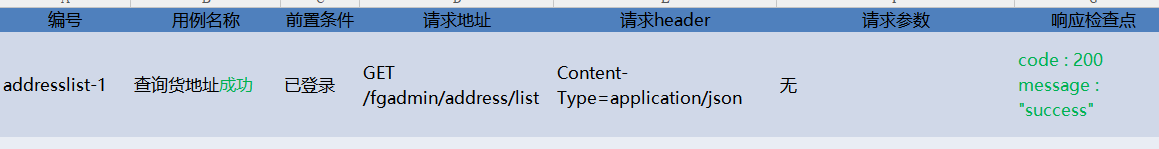 编号 用例名称 前置条件 请求地址 请求header 请求参数 响应检查点
addresslist-1 查询货地址成功 已登录 GET
/fgadmin/address/list Content-
Type=application/json 无 code : 200
message :
"success"